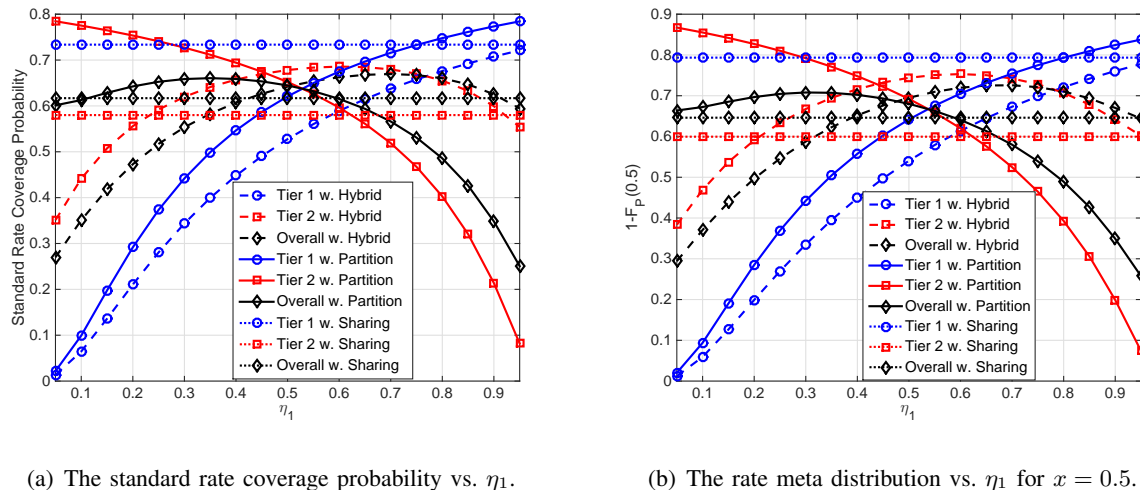 Standard Rate Coverage Probability
0.8
0.7
0.6
0.5
0.4
0.3
0.2
0.1
0
Tier 1 w. Hybrid
Tier 2 w. Hybrid
Overall w. Hybrid
Tier 1 w. Partition
Tier 2 w. Partition
Overall w. Partition
Tier 1 w. Sharing
Tier 2 w. Sharing
Overall w. Sharing
0.1 0.2 0.3 0.4 0.5 0.6 0.7 0.8 0.9
η1
(a) The standard rate coverage probability vs. η1.
1-FP(0.5)
0.9
0.8
0.7
0.6
0.5
0.4
0.3
0.2
0.1
0
Tier 1 w. Hybrid
Tier 2 w. Hybrid
Overall w. Hybrid
Tier 1 w. Partition
Tier 2 w. Partition
Overall w. Partition
Tier 1 w. Sharing
Tier 2 w. Sharing
Overall w. Sharing
0.1 0.2 0.3 0.4 0.5 0.6 0.7 0.8 0.9
η1
(b) The rate meta distribution vs. η1 for x = 0.5.